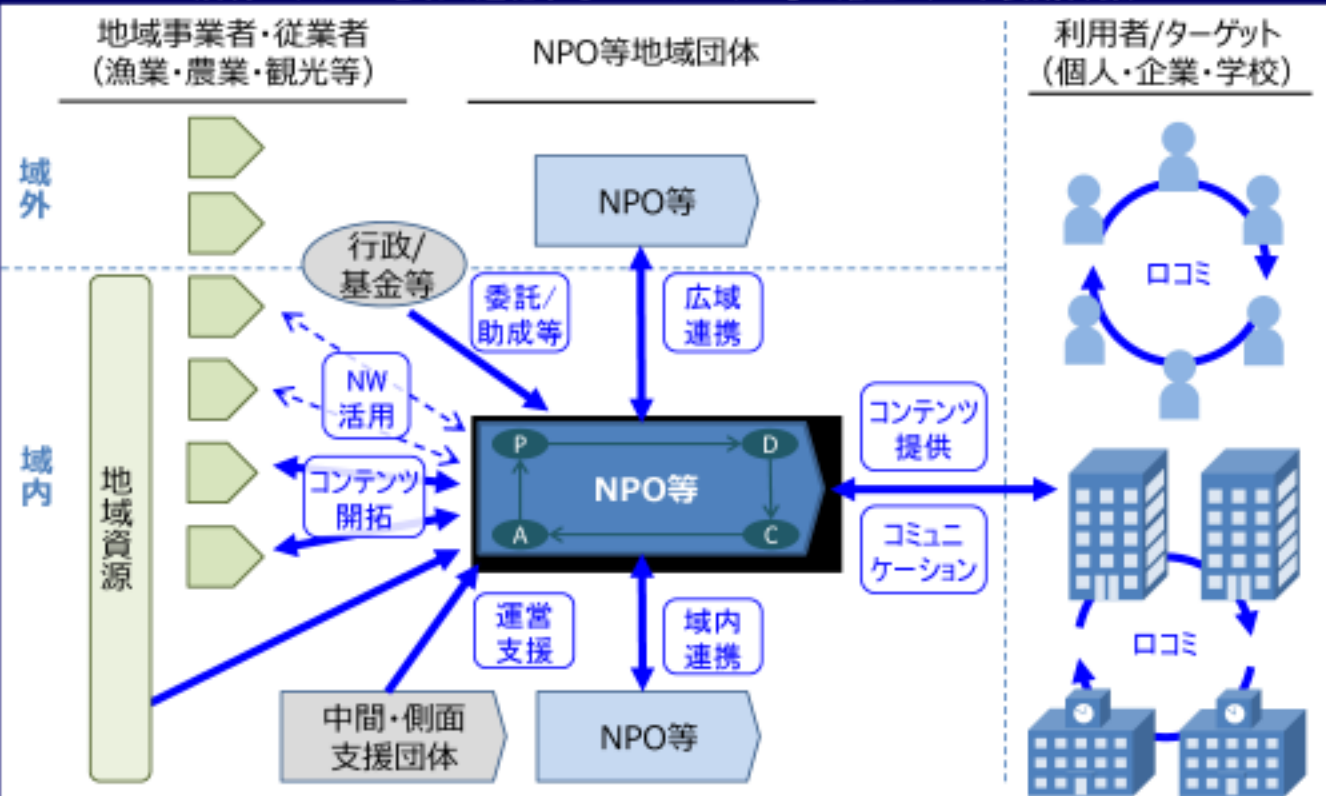 地域事業者・従業者
（漁業・農業・観光等）
NPO等地域団体
利用者/ターゲット
（個人・企業・学校）
域
外
NPO等
行政/
基金等
委託/
助成等
広域
連携
口コミ
NW
活用
コンテンツ
提供
域
内
地
域
資
源
コンテンツ
開拓
P
D
NPO等
A
C
コミュニ
ケーション
運営
支援
域内
連携
口コミ
中間・側面
支援団体
NPO等